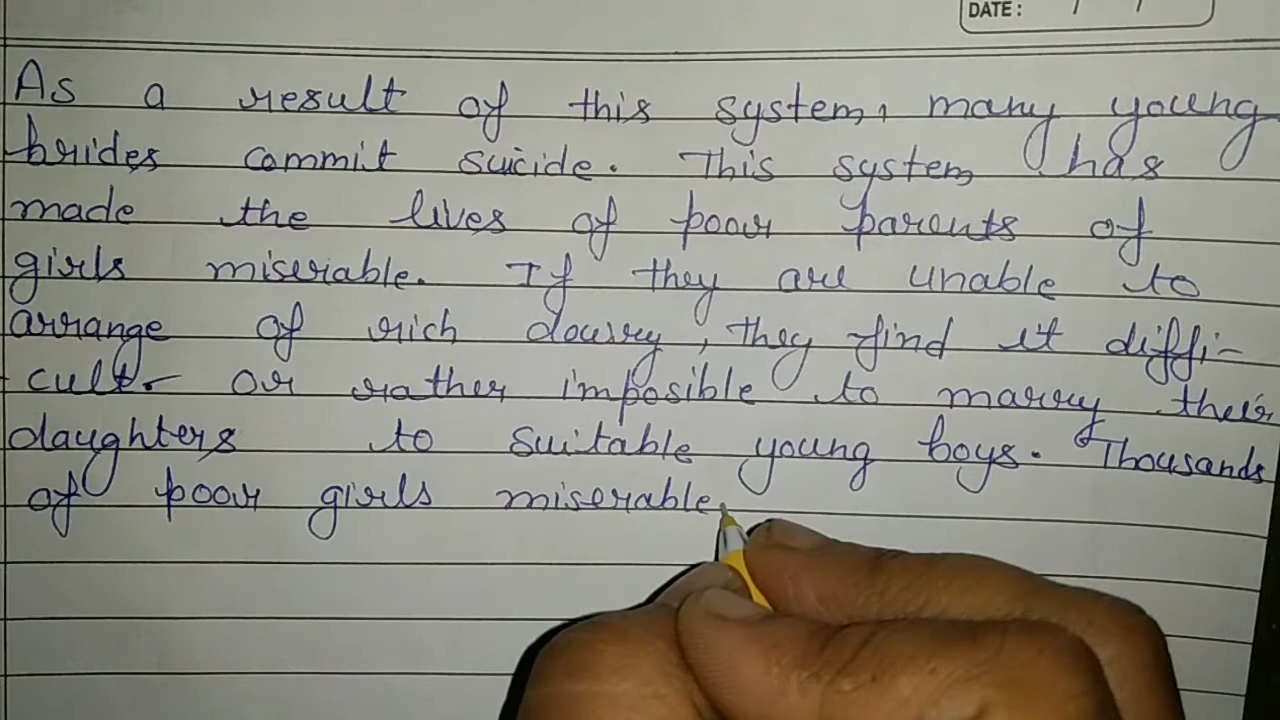 DATE: / /
As a result of this system, many young
brides commit suicide. This system has
made the lives of poor parents of
girls miserable. If they are unable to
arrange of rich dowry, they find it diffi-
cult- or rather imposible to marry their
daughters to suitable young boys. Thousands
of poor girls miserable